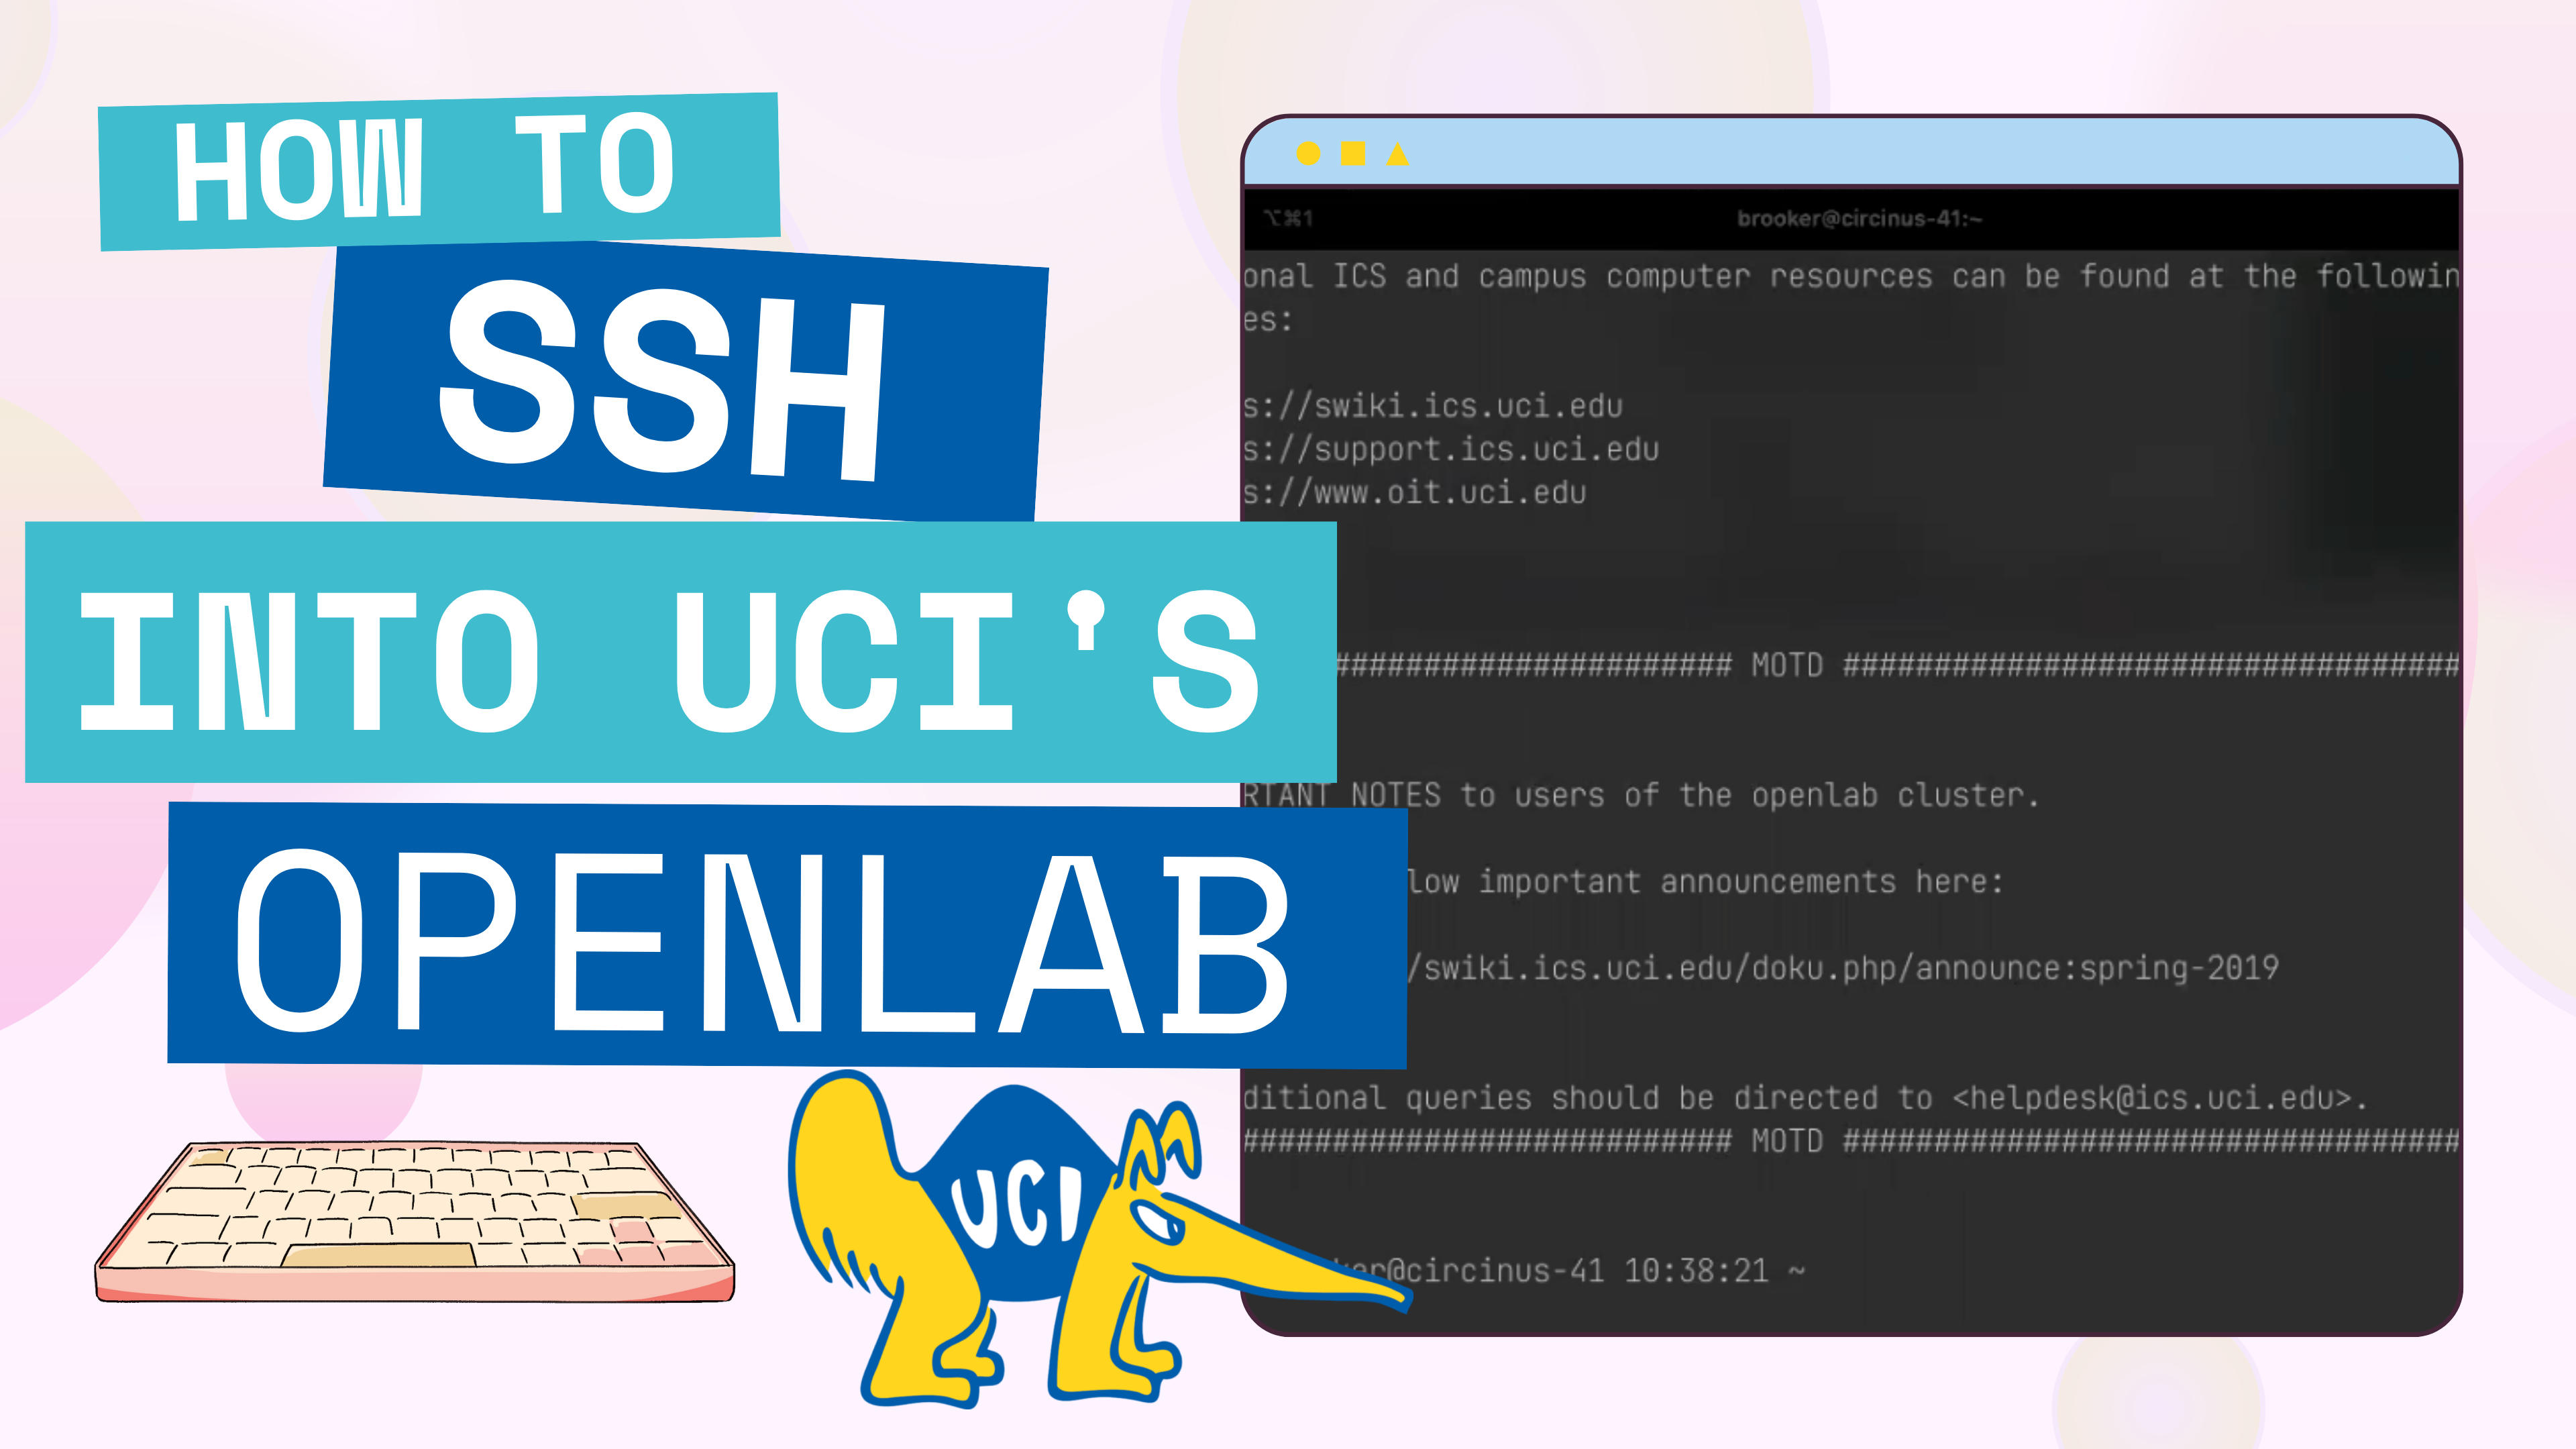 HOW TO
SSH
INTO UCI'S
OPENLAB
UCI
⌥⌘1
brooker@circinus-41:~
onal ICS and campus computer resources can be found at the followin
es:
s://swiki.ics.uci.edu
s://support.ics.uci.edu
s://www.oit.uci.edu
###################### MOTD ##################################
RTANT NOTES to users of the openlab cluster.
low important announcements here:
/swiki.ics.uci.edu/doku.php/announce:spring-2019
ditional queries should be directed to <helpdesk@ics.uci.edu>.
########################### MOTD ##################################
ker@circinus-41 10:38:21 ~